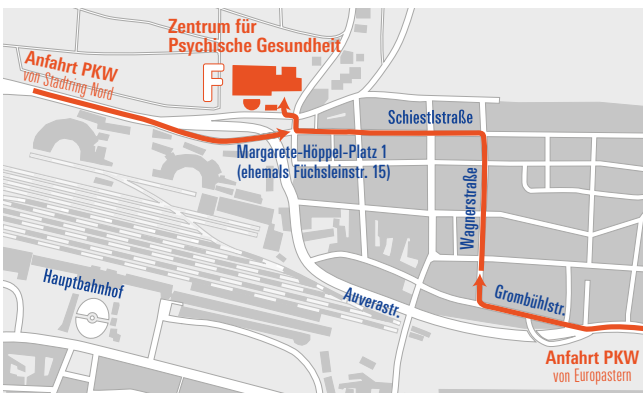 Zentrum für
Psychische Gesundheit
Anfahrt PKW
von Stadtring Nord
F
Schiestlstraße
Margarete-Höppel-Platz 1
(ehemals Füchsleinstr. 15)
Wagnerstraße
Hauptbahnhof
Auverastr.
Grombühlstr.
Anfahrt PKW
von Europastern